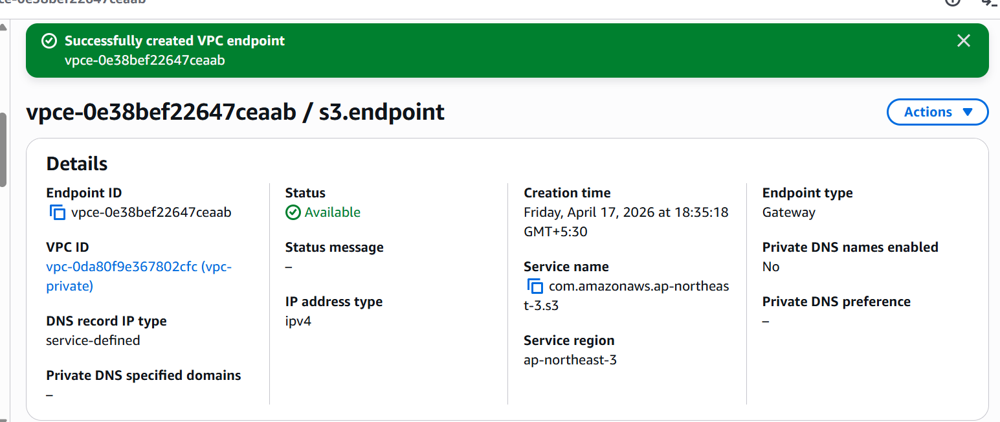 ce-0e38bef22647ceaab
Successfully created VPC endpoint
vpce-0e38bef22647ceaab
vpce-0e38bef22647ceaab / s3.endpoint
Actions
Details
Endpoint ID
vpce-0e38bef22647ceaab
VPC ID
vpc-0da80f9e367802cfc (vpc-
private)
DNS record IP type
service-defined
Private DNS specified domains
–
Status
Available
Status message
–
IP address type
ipv4
Creation time
Friday, April 17, 2026 at 18:35:18
GMT+5:30
Service name
com.amazonaws.ap-northeas
t-3.s3
Service region
ap-northeast-3
Endpoint type
Gateway
Private DNS names enabled
No
Private DNS preference
–